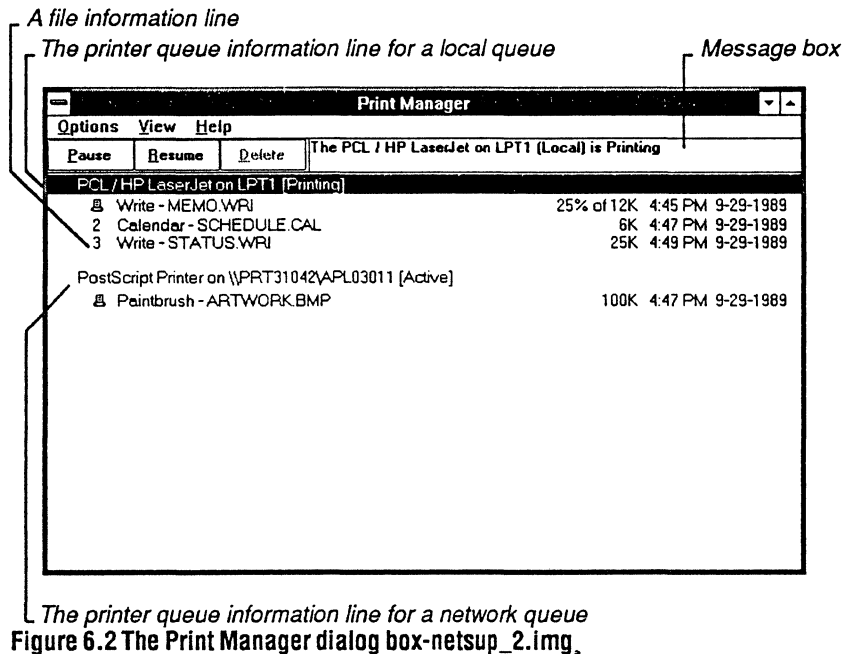 A file information line
The printer queue information line for a local queue
Message box
Print Manager
Options View Help
Pause Resume Delete The PCL / HP LaserJet on LPT1 (Local) is Printing
PCL / HP LaserJet on LPT1 [Printing]
Write - MEMO.WRI 25% of 12K 4:45 PM 9-29-1989
2 Calendar - SCHEDULE.CAL 6K 4:47 PM 9-29-1989
3 Write - STATUS.WRI 25K 4:49 PM 9-29-1989
PostScript Printer on \\PRT31042\APL03011 [Active]
Paintbrush - ARTWORK.BMP 100K 4:47 PM 9-29-1989
The printer queue information line for a network queue
Figure 6.2 The Print Manager dialog box-netsup_2.img